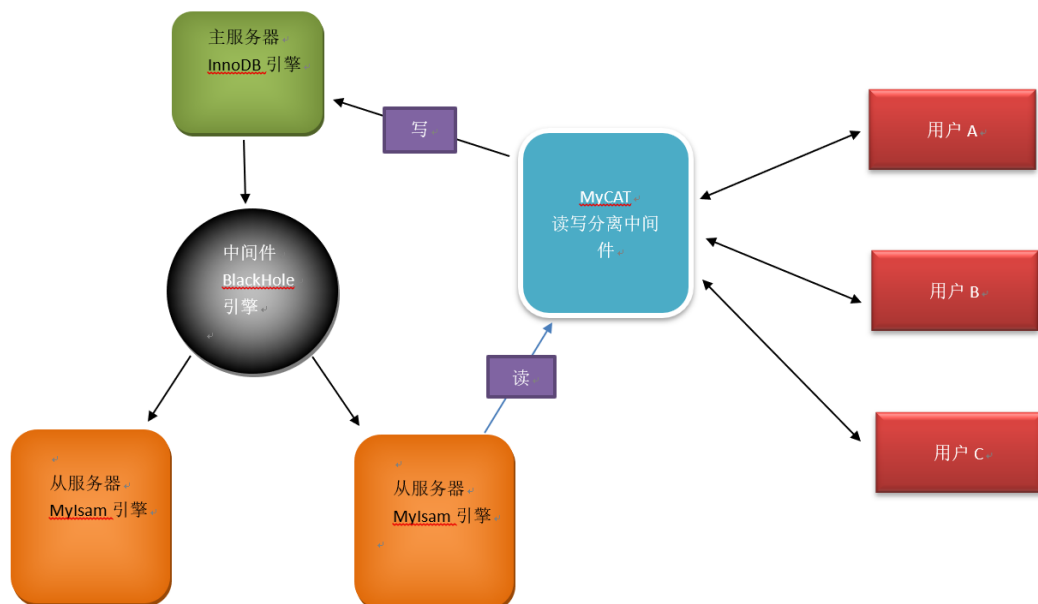 主服务器
InnoDB 引擎
写
用户 A
MyCAT
读写分离中间
件
中间件
BlackHole
引擎
用户 B
读
用户 C
从服务器
MyIsam 引擎
从服务器
MyIsam 引擎